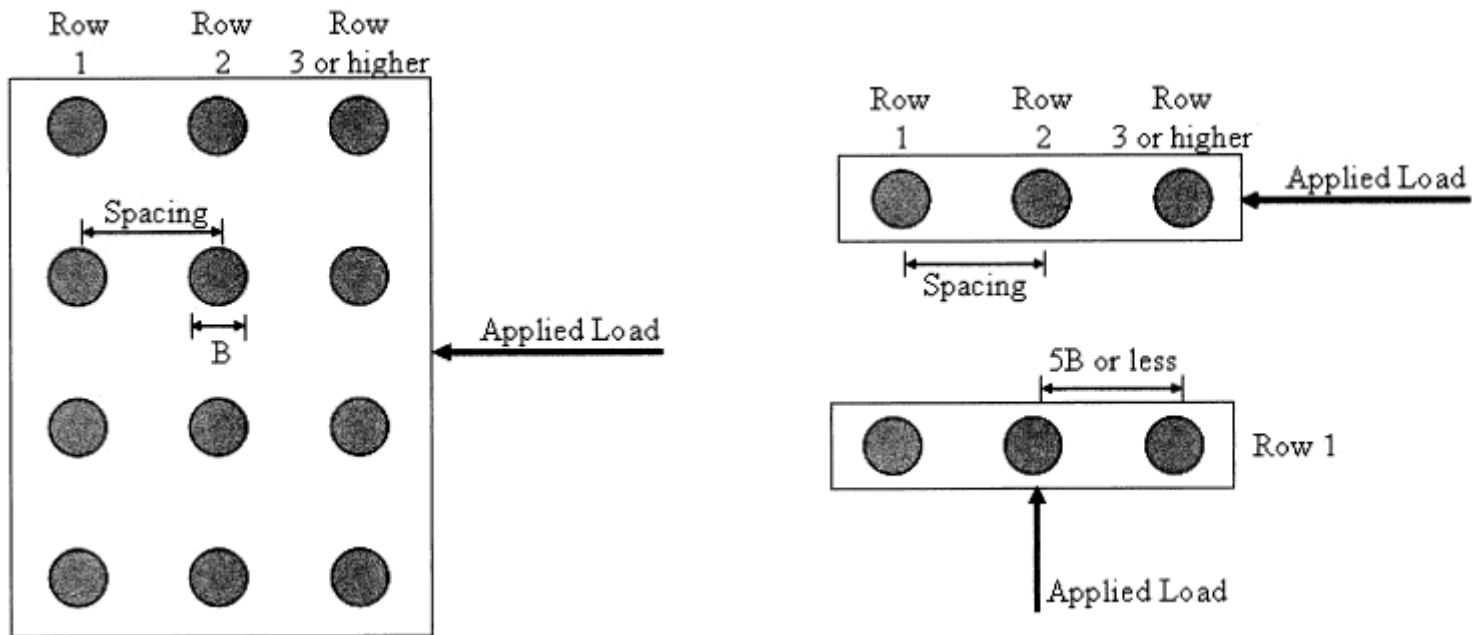 Row
1
Row
2
Row
3 or higher
Spacing
B
Applied Load
Row
1
Row
2
Row
3 or higher
Applied Load
Spacing
5B or less
Row 1
Applied Load